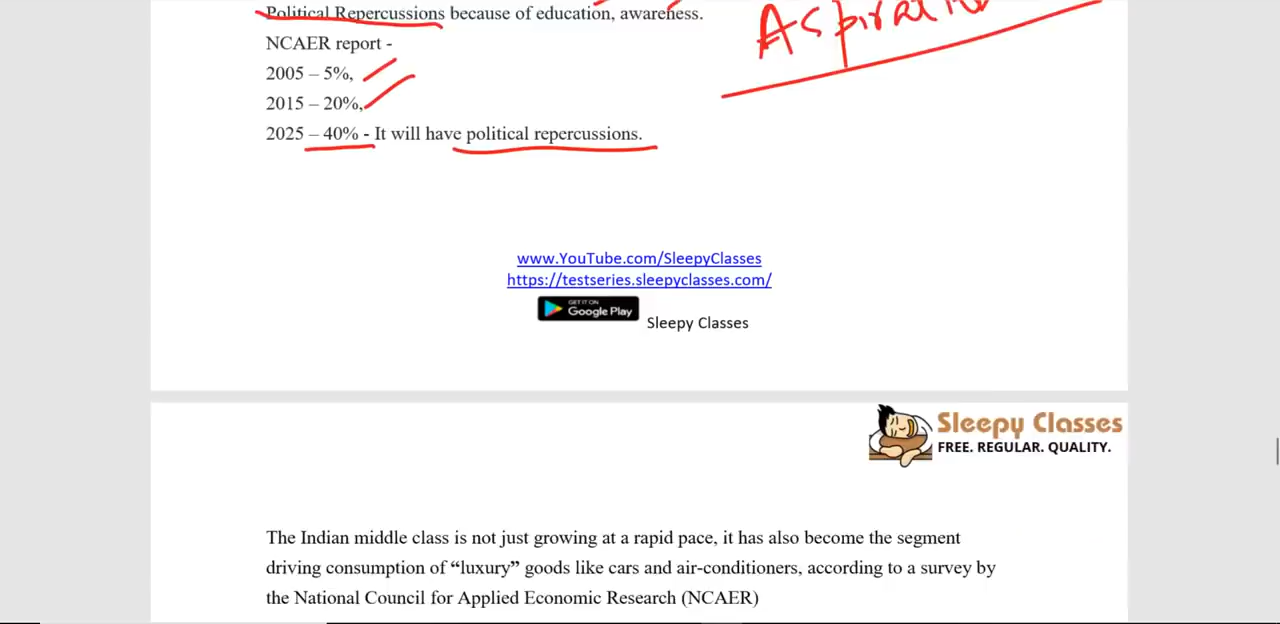 Political Repercussions because of education, awareness.
NCAER report -
2005 – 5%,
2015 – 20%,
2025 – 40% - It will have political repercussions.
www.YouTube.com/SleepyClasses
https://testseries.sleepyclasses.com/
GET IT ON
Google Play
Sleepy Classes
Sleepy Classes
FREE. REGULAR. QUALITY.
The Indian middle class is not just growing at a rapid pace, it has also become the segment
driving consumption of “luxury” goods like cars and air-conditioners, according to a survey by
the National Council for Applied Economic Research (NCAER)